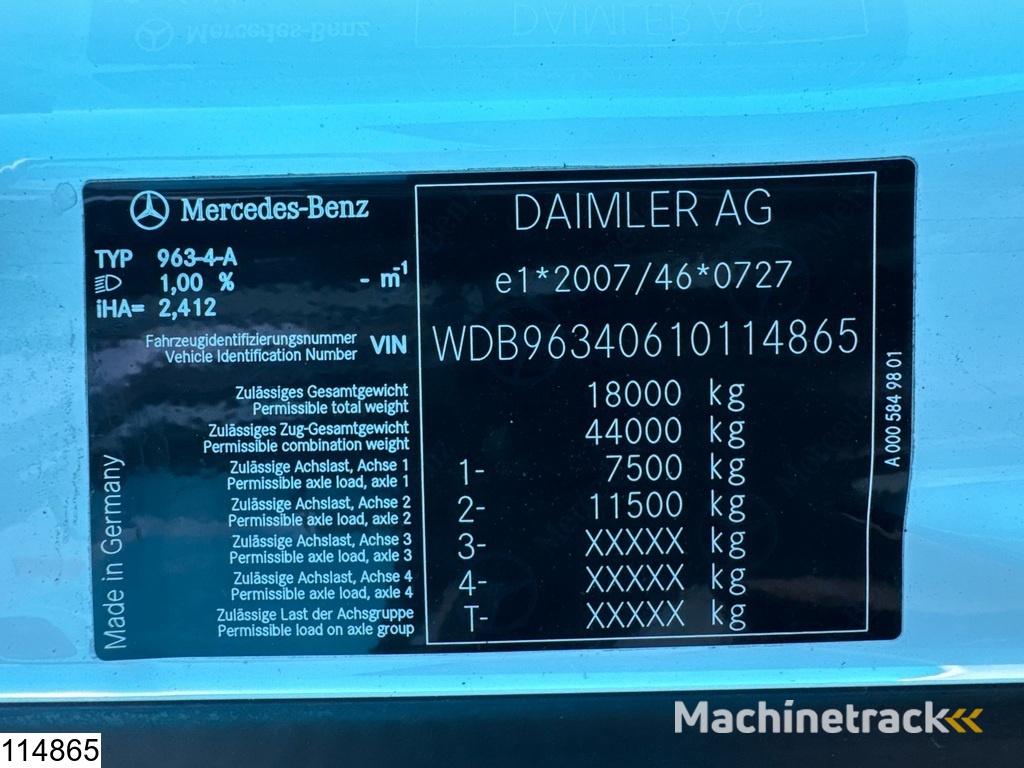 Mercedes-Benz
DAIMLER AG
TYP 963-4-A
1,00 % - m-1
iHA= 2,412
e1*2007/46*0727
Fahrzeugidentifizierungsnummer
Vehicle Identification Number VIN WDB96340610114865
Zulässiges Gesamtgewicht
Permissible total weight 18000 kg
Zulässiges Zug-Gesamtgewicht
Permissible combination weight 44000 kg
Zulässige Achslast, Achse 1
Permissible axle load, axle 1 1- 7500 kg
Zulässige Achslast, Achse 2
Permissible axle load, axle 2 2- 11500 kg
Zulässige Achslast, Achse 3
Permissible axle load, axle 3 3- XXXXX kg
Zulässige Achslast, Achse 4
Permissible axle load, axle 4 4- XXXXX kg
Zulässige Last der Achsgruppe
Permissible load on axle group T- XXXXX kg
Made in Germany
A 000 584 98 01
Machinetrack
114865